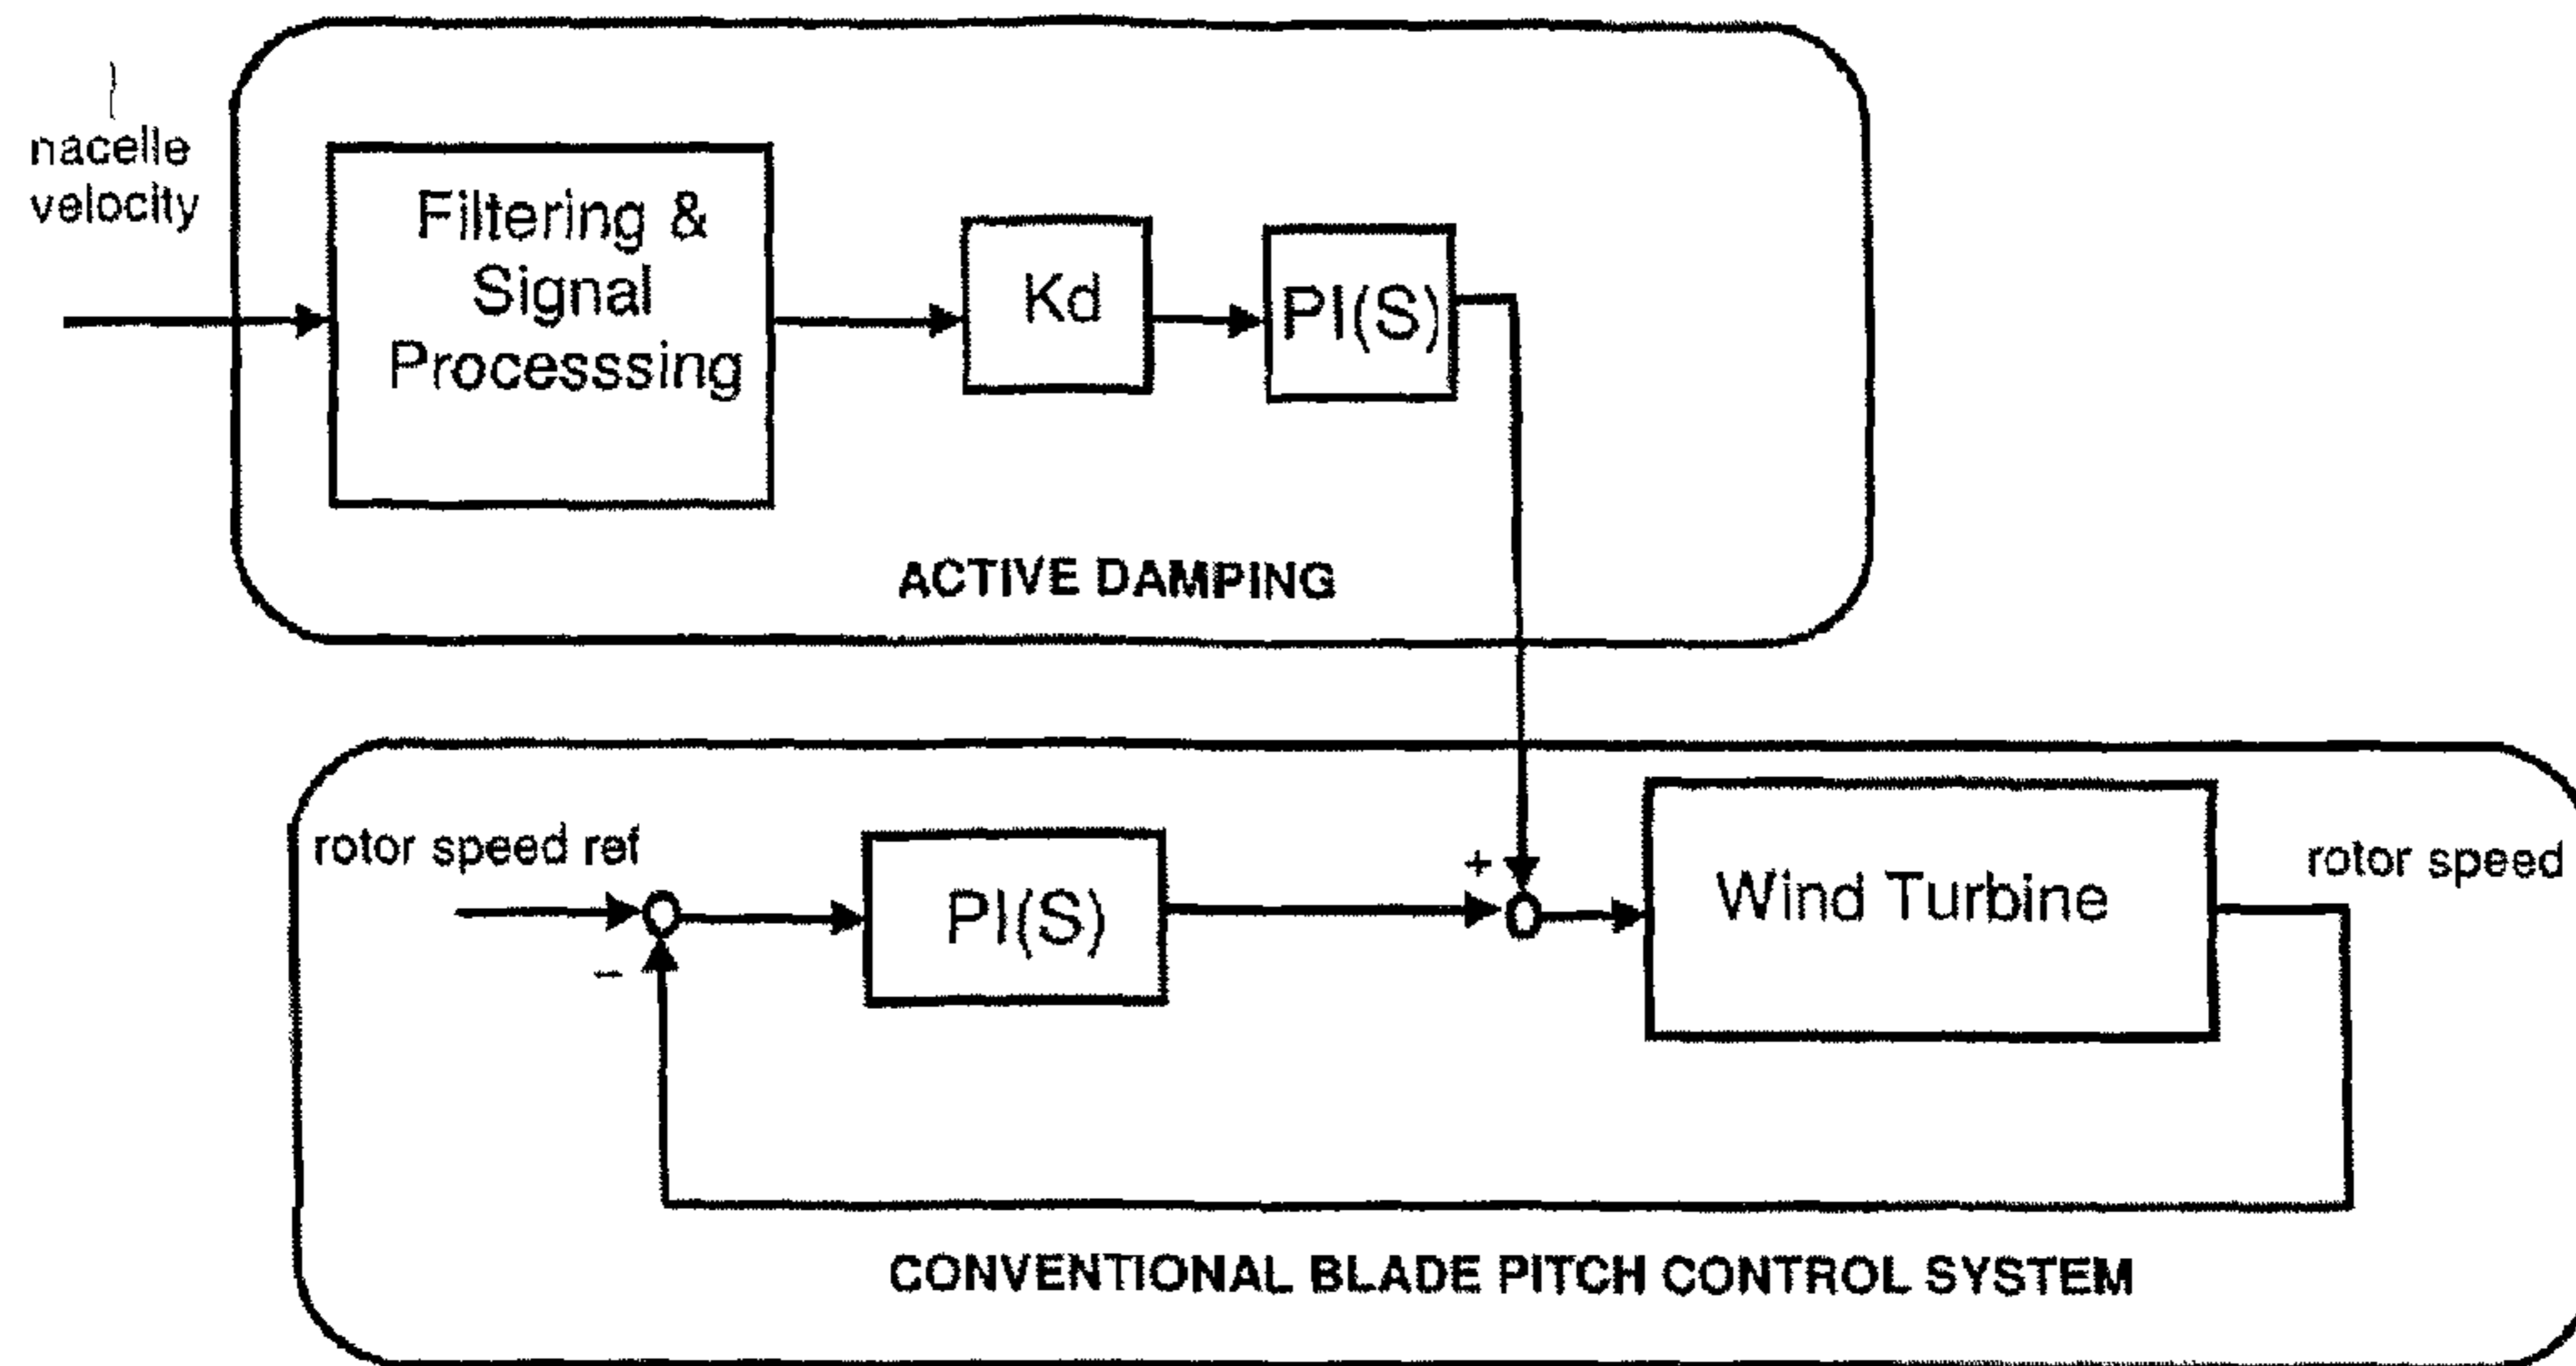 nacelle
velocity
Filtering &
Signal
Processsing
Kd
PI(S)
ACTIVE DAMPING
rotor speed ref
PI(S)
+
−
Wind Turbine
rotor speed
CONVENTIONAL BLADE PITCH CONTROL SYSTEM